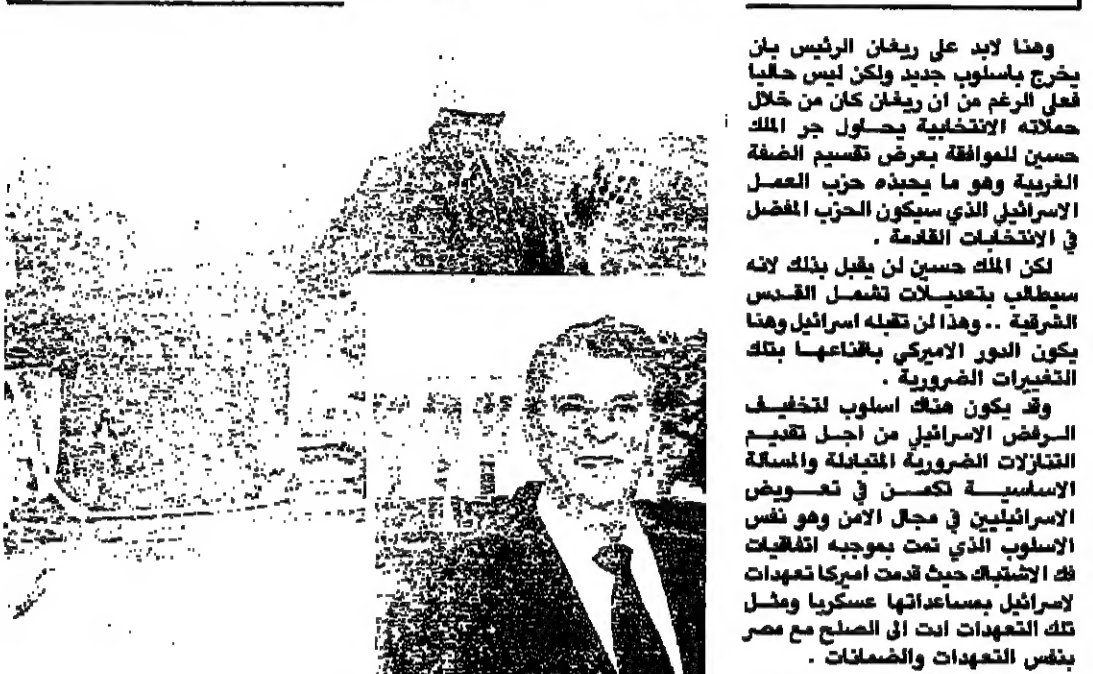 وهنا لابد على ريغان الرئيس بان
يخرج باسلوب جديد ولكن ليس حاليا
فعلى الرغم من ان ريغان كان من خلال
حملاته الانتخابية يحاول جر الملك
حسين للموافقة بعرض تقسيم الضفة
الغربية وهو ما يحبذه حزب العمل
الاسرائيلي الذي سيكون الحزب المفضل
في الانتخابات القادمة .
لكن الملك حسين لن يقبل بذلك لانه
سيطالب بتعديلات تشمل القدس
الشرقية .. وهذا لن تقبله اسرائيل وهنا
يكون الدور الاميركي باقناعها بتلك
التغييرات الضرورية .
وقد يكون هناك اسلوب لتخفيف
الرفض الاسرائيلي من اجل تقديم
التنازلات الضرورية المتبادلة والمسالة
الاساسية تكمن في تعويض
الاسرائيليين في مجال الامن وهو نفس
الاسلوب الذي تمت بموجبه اتفاقيات
فك الاشتباك حيث قدمت اميركا تعهدات
لاسرائيل بمساعداتها عسكريا ومثل
تلك التعهدات ادت الى الصلح مع مصر
بنفس التعهدات والضمانات .